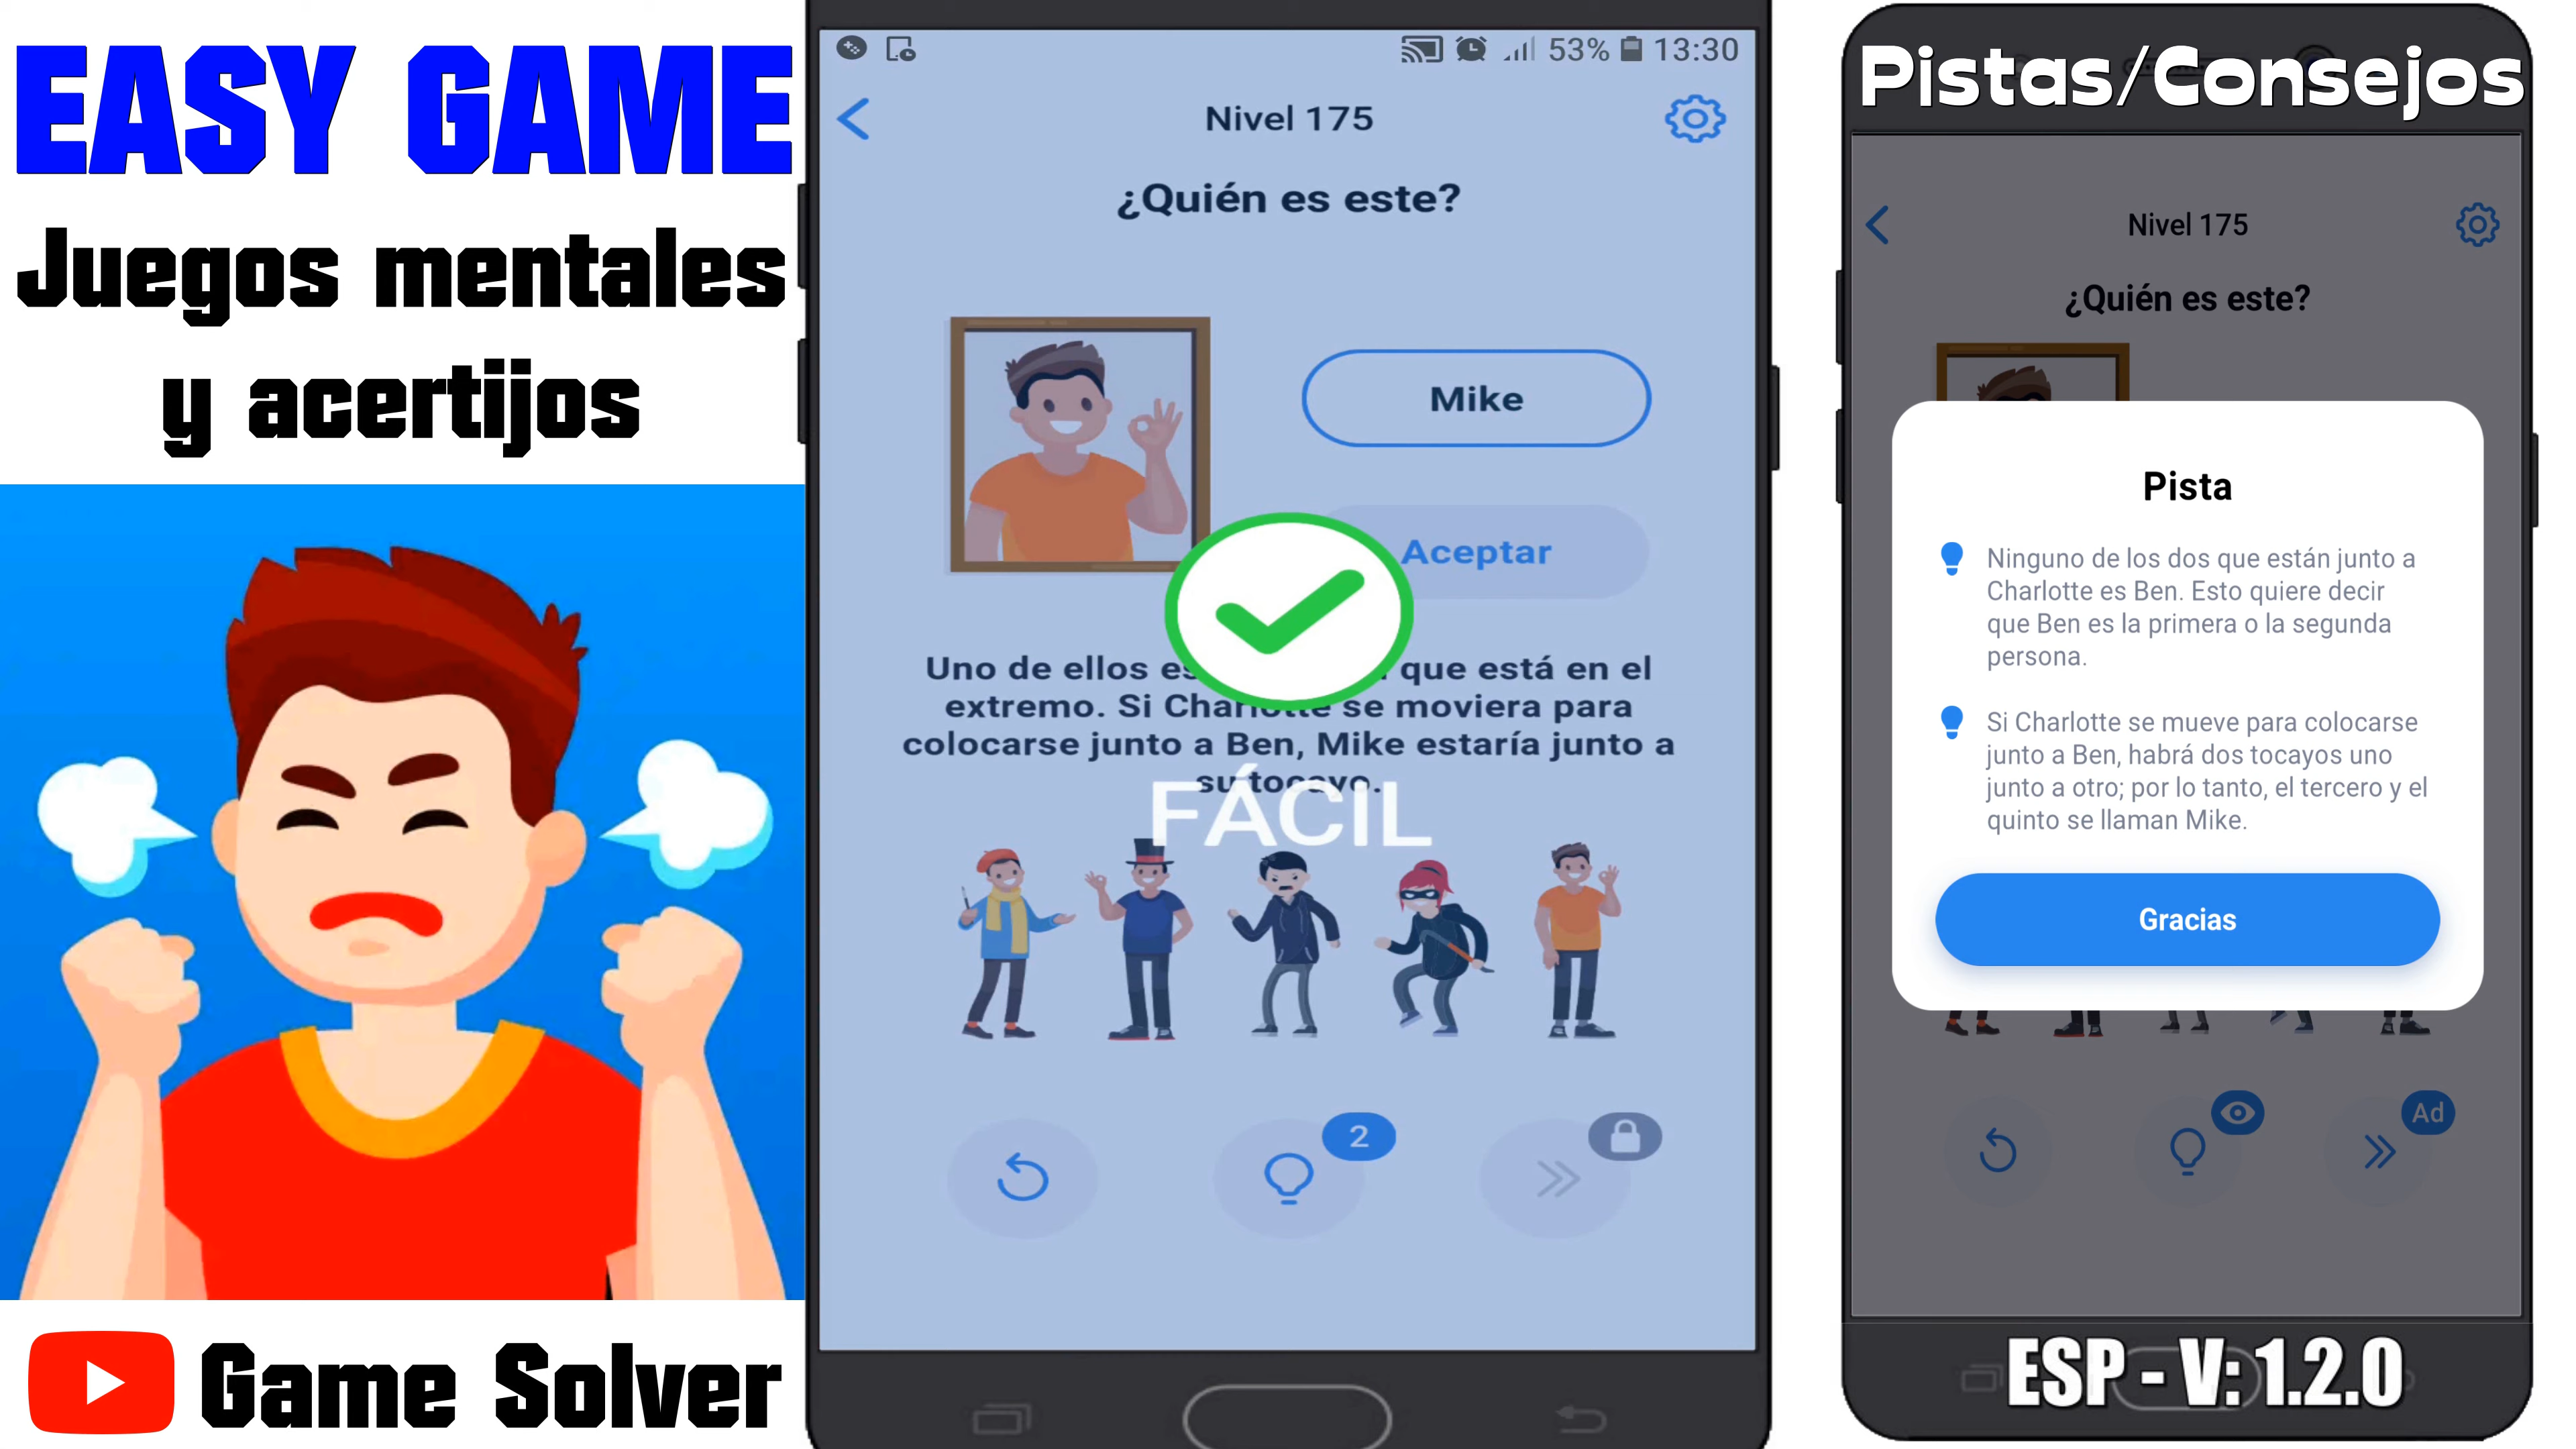 EASY GAME
Juegos mentales
y acertijos
Game Solver
53% 13:30
Nivel 175
¿Quién es este?
Mike
Aceptar
Uno de ellos que está en el
extremo. Si Charlotte se moviera para
colocarse junto a Ben, Mike estaría junto a
su tocayo.
FÁCIL
2
Pistas/Consejos
Nivel 175
¿Quién es este?
Pista
Ninguno de los dos que están junto a
Charlotte es Ben. Esto quiere decir
que Ben es la primera o la segunda
persona.
Si Charlotte se mueve para colocarse
junto a Ben, habrá dos tocayos uno
junto a otro; por lo tanto, el tercero y el
quinto se llaman Mike.
Gracias
Ad
ESP - V: 1.2.0